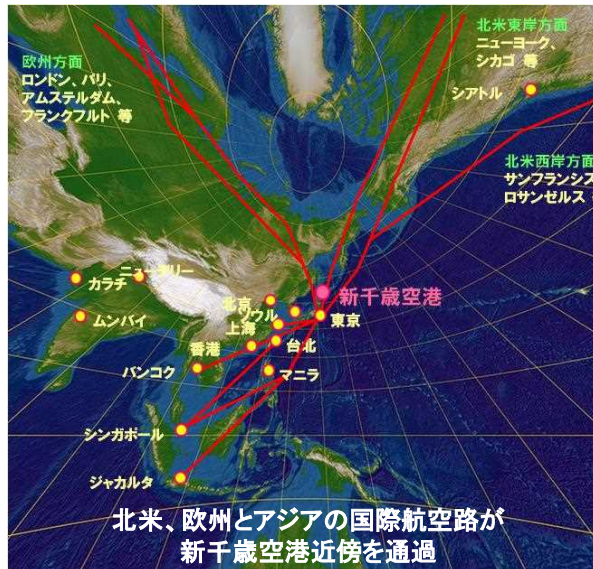 欧州方面
ロンドン、パリ、
アムステルダム、
フランクフルト 等
北米東岸方面
ニューヨーク、
シカゴ 等
シアトル
北米西岸方面
サンフランシス
ロサンゼルス
ニューデリー
カラチ
ムンバイ
北京
ソウル
上海
新千歳空港
東京
香港
台北
バンコク
マニラ
シンガポール
ジャカルタ
北米、欧州とアジアの国際航空路が
新千歳空港近傍を通過